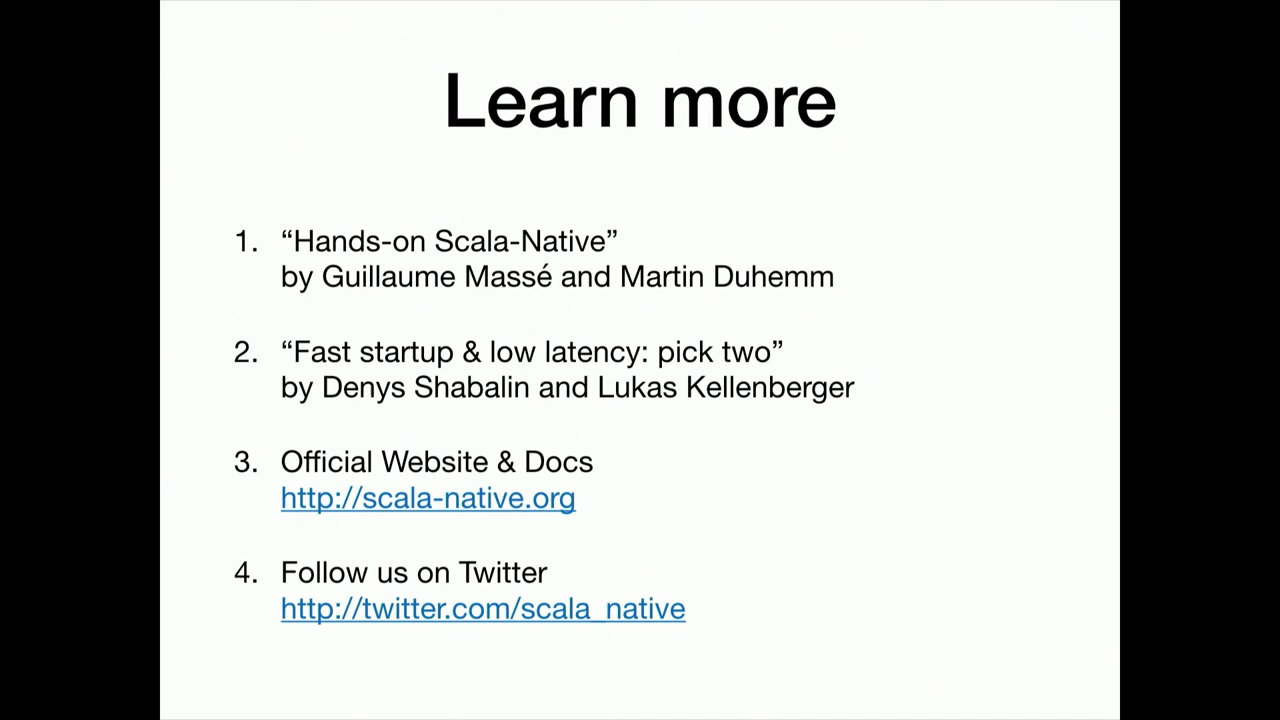 Learn more
1. “Hands-on Scala-Native”
by Guillaume Massé and Martin Duhemm
2. “Fast startup & low latency: pick two”
by Denys Shabalin and Lukas Kellenberger
3. Official Website & Docs
http://scala-native.org
4. Follow us on Twitter
http://twitter.com/scala_native